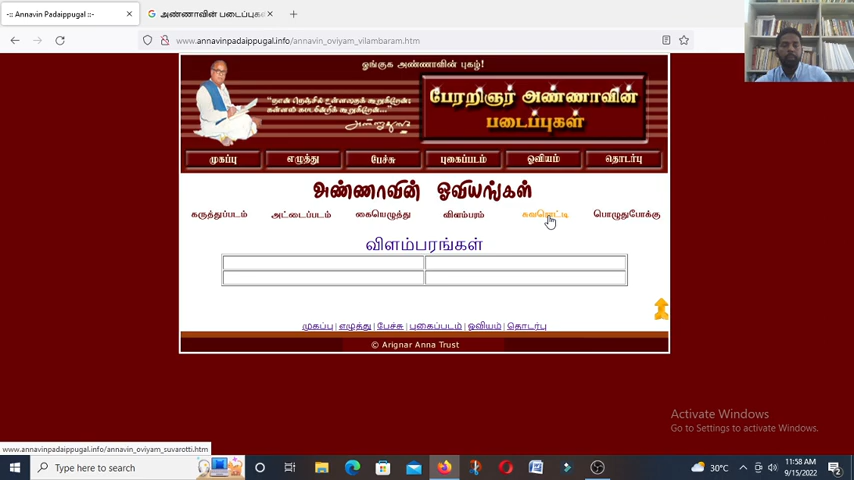 -:: Annavin Padaippugal ::-
அண்ணாவின் படைப்புகள்
www.annavinpadaippugal.info/annavin_oviyam_vilambaram.htm
ஓங்குக அண்ணாவின் புகழ்!
பேரறிஞர் அண்ணாவின்
படைப்புகள்
முகப்பு எழுத்து பேச்சு புகைப்படம் ஓவியம் தொடர்பு
அண்ணாவின் ஓவியங்கள்
கருத்துப்படம் அட்டைப்படம் கையெழுத்து விளம்பரம் சுவரொட்டி பொழுதுபோக்கு
விளம்பரங்கள்
முகப்பு | எழுத்து | பேச்சு | புகைப்படம் | ஓவியம் | தொடர்பு
© Arignar Anna Trust
Activate Windows
Go to Settings to activate Windows.
www.annavinpadaippugal.info/annavin_oviyam_suvarotti.htm
Type here to search
30°C
11:58 AM
9/15/2022